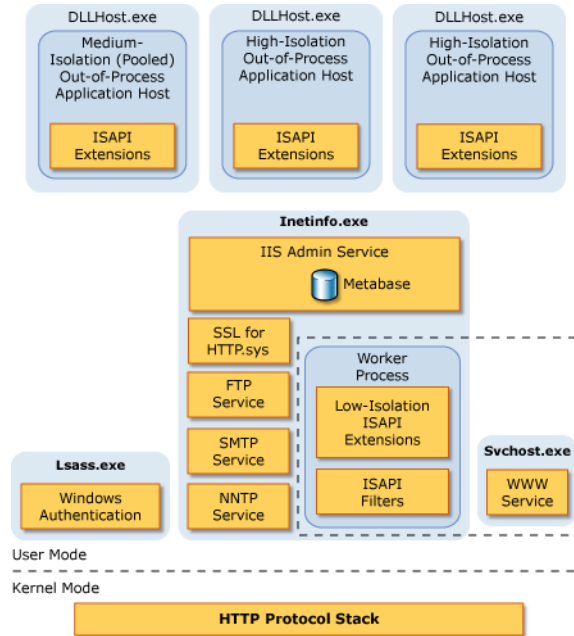 DLLHost.exe
Medium-
Isolation (Pooled)
Out-of-Process
Application Host
ISAPI
Extensions
DLLHost.exe
High-Isolation
Out-of-Process
Application Host
ISAPI
Extensions
DLLHost.exe
High-Isolation
Out-of-Process
Application Host
ISAPI
Extensions
Inetinfo.exe
IIS Admin Service
Metabase
SSL for
HTTP.sys
FTP
Service
SMTP
Service
NNTP
Service
Worker
Process
Low-Isolation
ISAPI
Extensions
ISAPI
Filters
Lsass.exe
Windows
Authentication
Svchost.exe
WWW
Service
User Mode
Kernel Mode
HTTP Protocol Stack